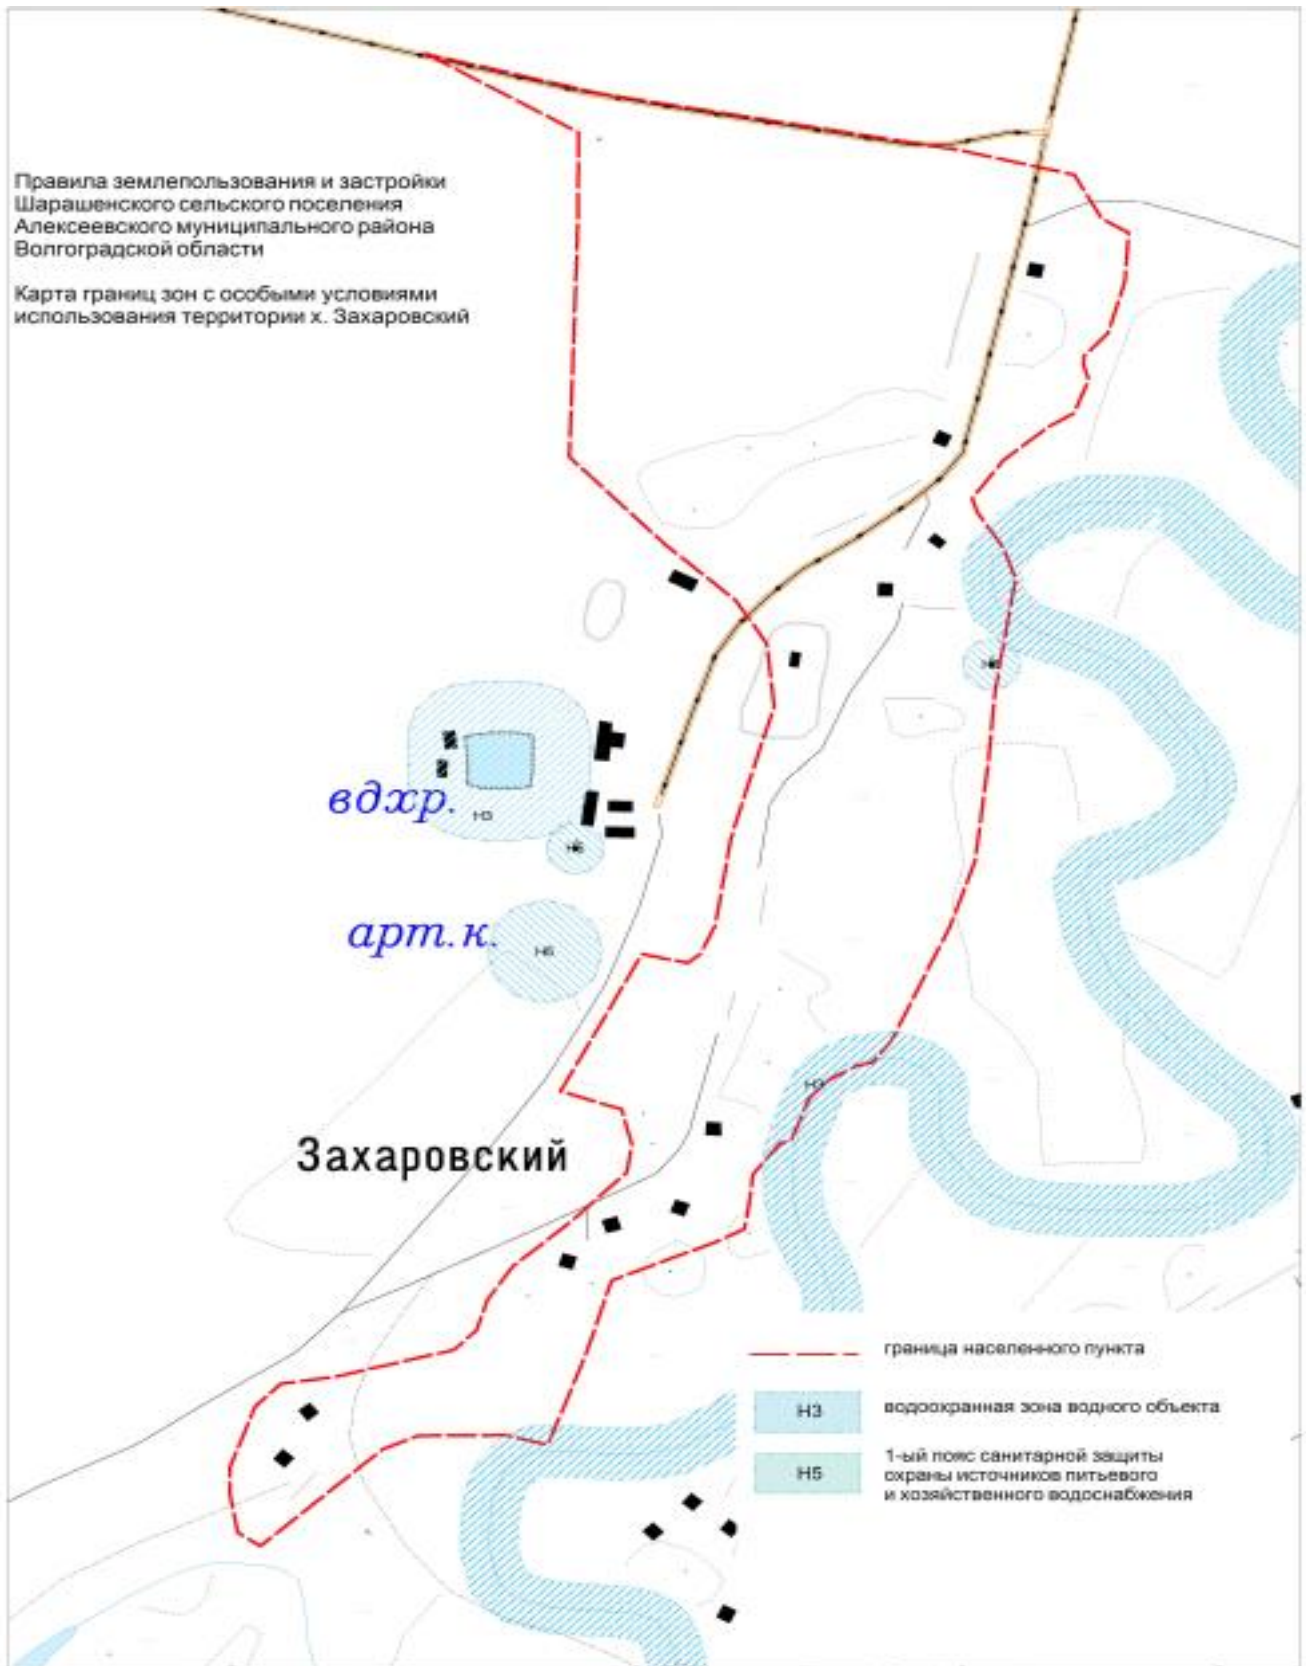 Правила землепользования и застройки
Шарашенского сельского поселения
Алексеевского муниципального района
Волгоградской области
Карта границ зон с особыми условиями
использования территории х. Захаровский
Н5
вдхр.
Н3
Н5
арт.к.
Н5
Н3
Захаровский
граница населенного пункта
Н3
водоохранная зона водного объекта
Н5
1-ый пояс санитарной защиты
охраны источников питьевого
и хозяйственного водоснабжения